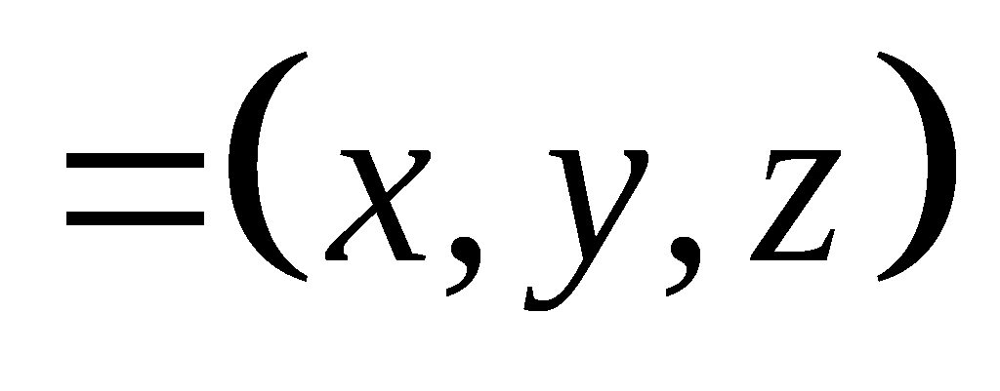 =(x, y, z)